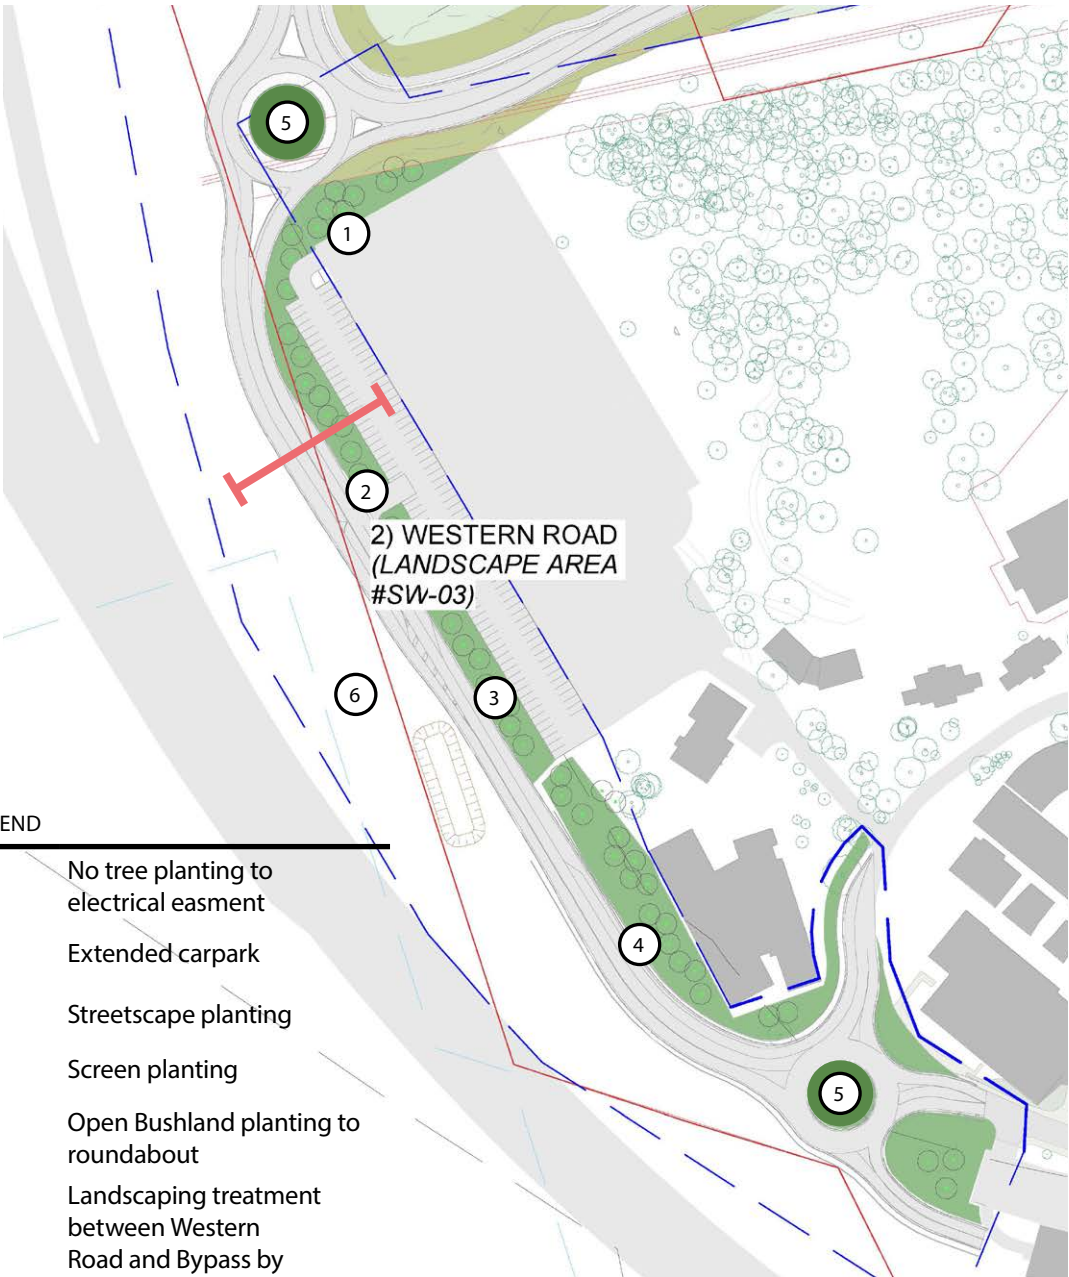 5
1
2
2) WESTERN ROAD
(LANDSCAPE AREA
#SW-03)
3
6
END
No tree planting to
electrical easment
Extended carpark
Streetscape planting
Screen planting
Open Bushland planting to
roundabout
Landscaping treatment
between Western
Road and Bypass by
4
5